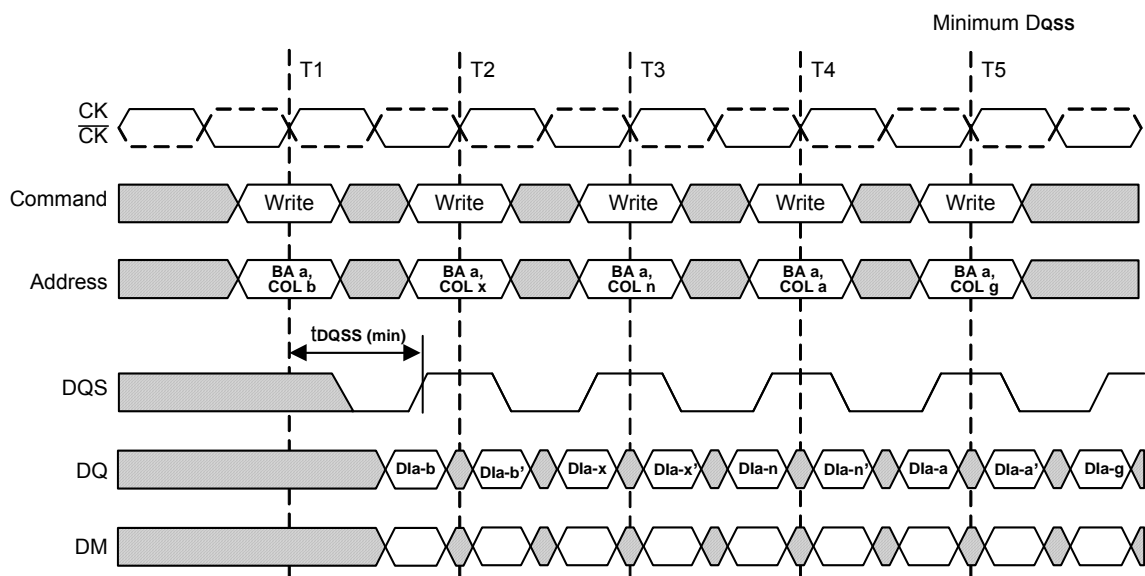 Minimum DQSS
T1 T2 T3 T4 T5
CK
CK
Command Write Write Write Write Write
Address
BA a, BA a, BA a, BA a, BA a,
COL b COL x COL n COL a COL g
tDQSS (min)
DQS
DQ DIa-b DIa-b’ DIa-x DIa-x’ DIa-n DIa-n’ DIa-a DIa-a’ DIa-g
DM